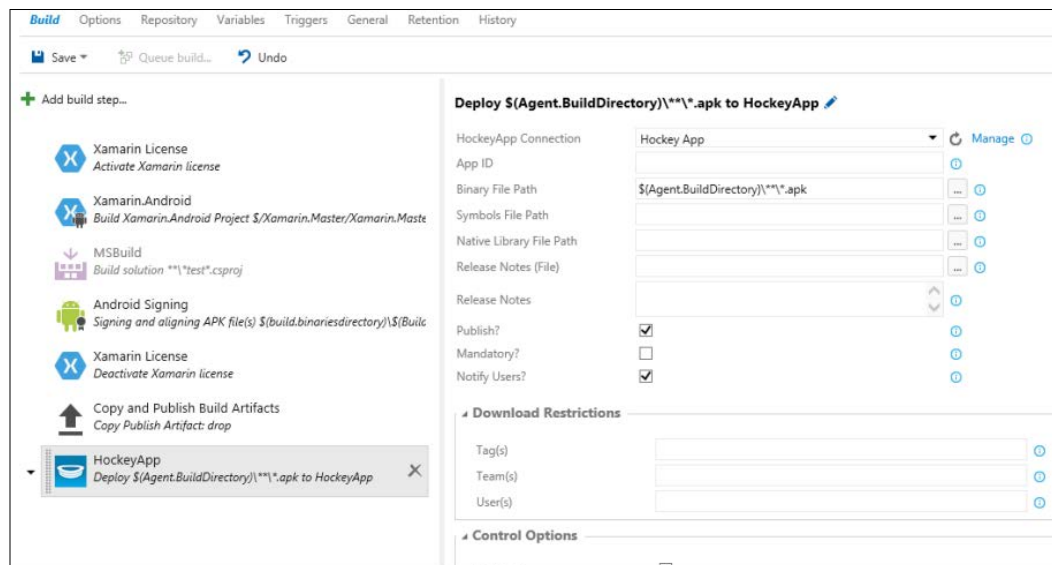 Build Options Repository Variables Triggers General Retention History
Save Queue build... Undo
Add build step...
Xamarin License
Activate Xamarin license
Xamarin.Android
Build Xamarin.Android Project $/Xamarin.Master/Xamarin.Maste
MSBuild
Build solution **\*test*.csproj
Android Signing
Signing and aligning APK file(s) $(build.binariesdirectory)\$(Builc
Xamarin License
Deactivate Xamarin license
Copy and Publish Build Artifacts
Copy Publish Artifact: drop
HockeyApp
Deploy $(Agent.BuildDirectory)\**\*.apk to HockeyApp
Deploy $(Agent.BuildDirectory)\**\*.apk to HockeyApp
HockeyApp Connection Hockey App Manage
App ID
Binary File Path $(Agent.BuildDirectory)\**\*.apk ...
Symbols File Path ...
Native Library File Path ...
Release Notes (File) ...
Release Notes
Publish?
Mandatory?
Notify Users?
Download Restrictions
Tag(s)
Team(s)
User(s)
Control Options